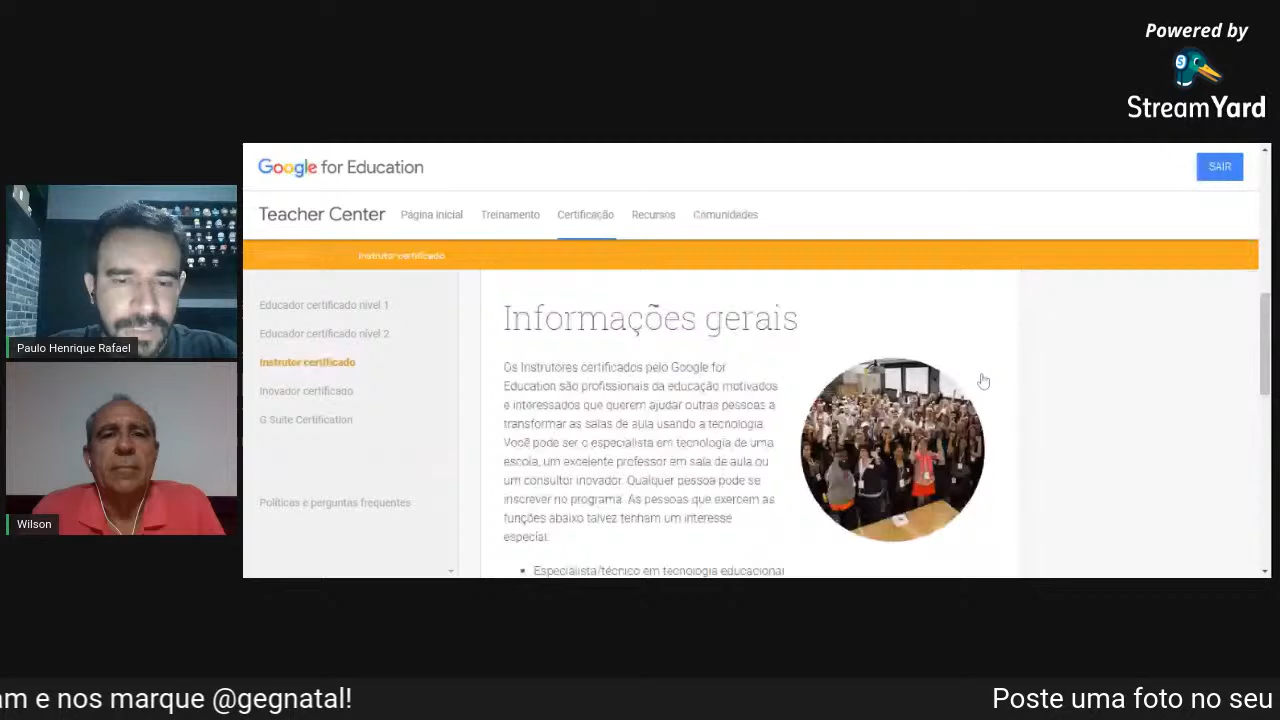 Powered by
StreamYard
Google for Education
SAIR
Teacher Center Página inicial Treinamento Certificação Recursos Comunidades
Instrutor certificado
Educador certificado nível 1
Educador certificado nível 2
Instrutor certificado
Inovador certificado
G Suite Certification
Políticas e perguntas frequentes
Informações gerais
Os Instrutores certificados pelo Google for
Education são profissionais da educação motivados
e interessados que querem ajudar outras pessoas a
transformar as salas de aula usando a tecnologia.
Você pode ser o especialista em tecnologia de uma
escola, um excelente professor em sala de aula ou
um consultor inovador. Qualquer pessoa pode se
inscrever no programa. As pessoas que exercem as
funções abaixo talvez tenham um interesse
especial:
Especialista/técnico em tecnologia educacional
Paulo Henrique Rafael
Wilson
am e nos marque @gegnatal!
Poste uma foto no seu